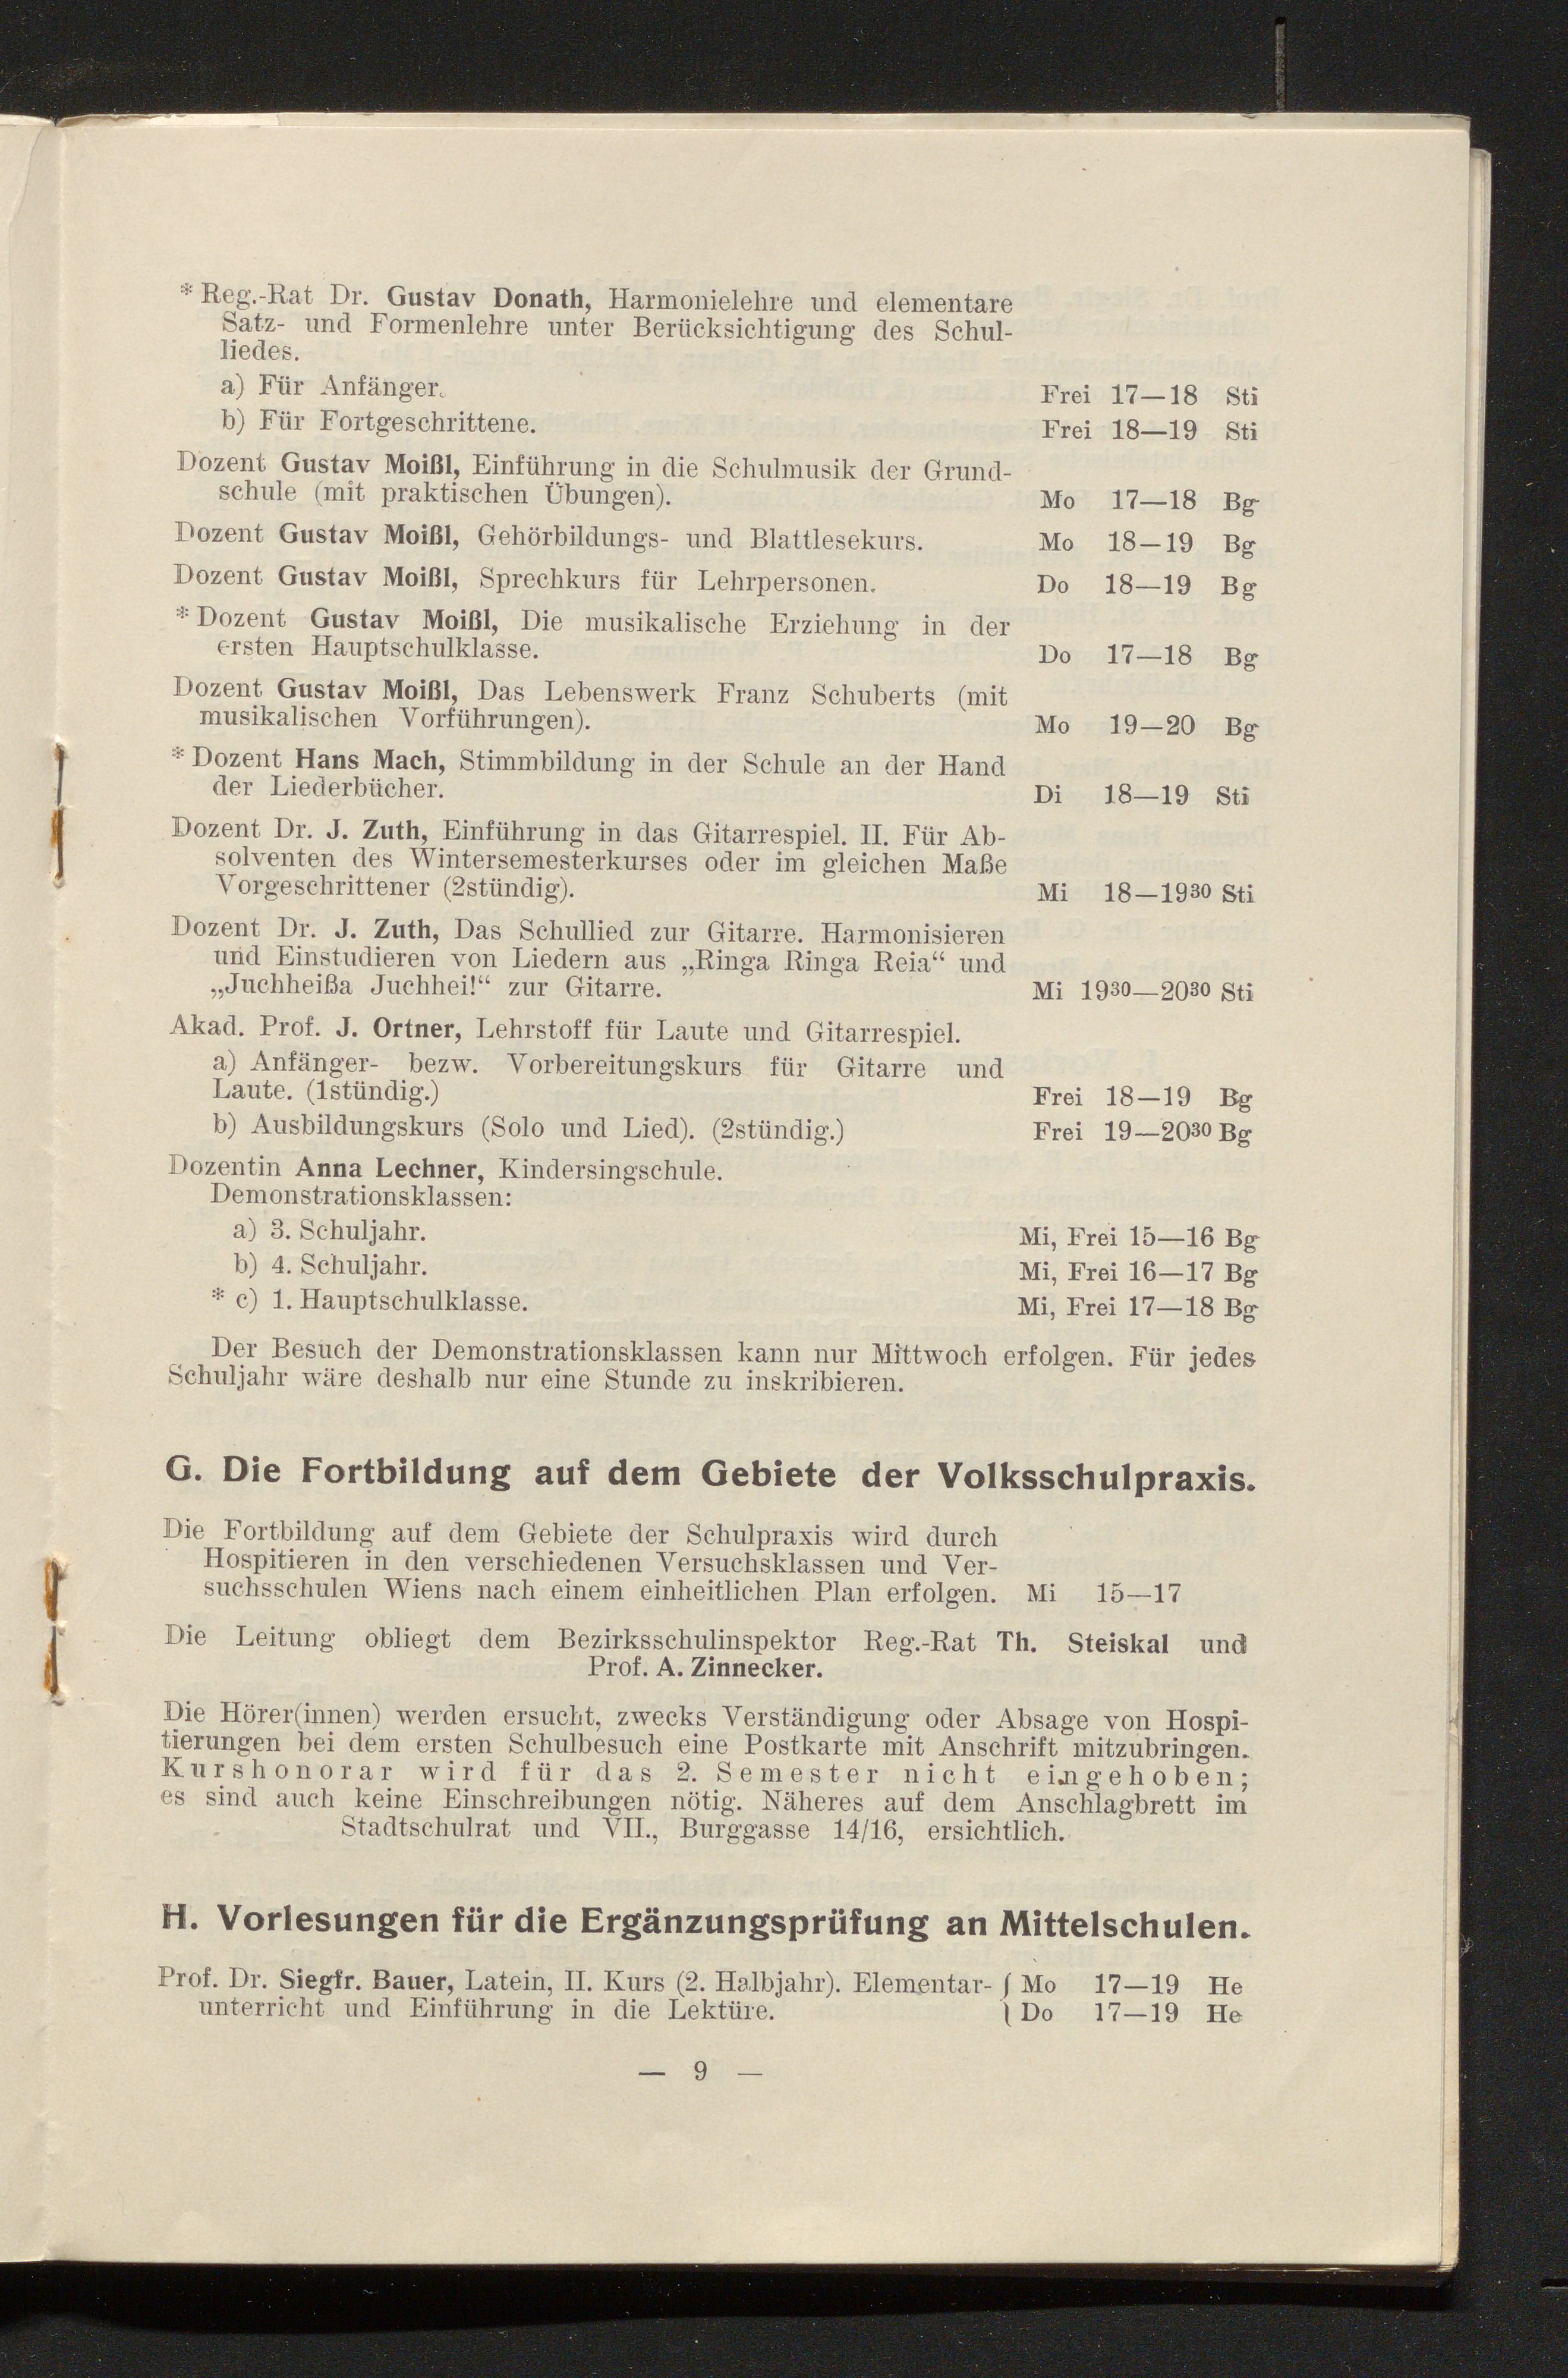 * Reg.-Rat Dr. Gustav Donath, Harmonielehre und elementare
Satz- und Formenlehre unter Berücksichtigung des Schul-
liedes.
a) Für Anfänger. Frei 17—18 Sti
b) Für Fortgeschrittene. Frei 18—19 Sti
Dozent Gustav Moißl, Einführung in die Schulmusik der Grund-
schule (mit praktischen Übungen). Mo 17—18 Bg
Dozent Gustav Moißl, Gehörbildungs- und Blattlesekurs. Mo 18—19 Bg
Dozent Gustav Moißl, Sprechkurs für Lehrpersonen. Do 18—19 Bg
* Dozent Gustav Moißl, Die musikalische Erziehung in der
ersten Hauptschulklasse. Do 17—18 Bg
Dozent Gustav Moißl, Das Lebenswerk Franz Schuberts (mit
musikalischen Vorführungen). Mo 19—20 Bg
* Dozent Hans Mach, Stimmbildung in der Schule an der Hand
der Liederbücher. Di 18—19 Sti
Dozent Dr. J. Zuth, Einführung in das Gitarrespiel. II. Für Ab-
solventen des Wintersemesterkurses oder im gleichen Maße
Vorgeschrittener (2stündig). Mi 18—19³⁰ Sti
Dozent Dr. J. Zuth, Das Schullied zur Gitarre. Harmonisieren
und Einstudieren von Liedern aus „Ringa Ringa Reia“ und
„Juchheißa Juchhei!“ zur Gitarre. Mi 19³⁰—20³⁰ Sti
Akad. Prof. J. Ortner, Lehrstoff für Laute und Gitarrespiel.
a) Anfänger- bezw. Vorbereitungskurs für Gitarre und
Laute. (1stündig.) Frei 18—19 Bg
b) Ausbildungskurs (Solo und Lied). (2stündig.) Frei 19—20³⁰ Bg
Dozentin Anna Lechner, Kindersingschule.
Demonstrationsklassen:
a) 3. Schuljahr. Mi, Frei 15—16 Bg
b) 4. Schuljahr. Mi, Frei 16—17 Bg
* c) 1. Hauptschulklasse. Mi, Frei 17—18 Bg
Der Besuch der Demonstrationsklassen kann nur Mittwoch erfolgen. Für jedes
Schuljahr wäre deshalb nur eine Stunde zu inskribieren.
G. Die Fortbildung auf dem Gebiete der Volksschulpraxis.
Die Fortbildung auf dem Gebiete der Schulpraxis wird durch
Hospitieren in den verschiedenen Versuchsklassen und Ver-
suchsschulen Wiens nach einem einheitlichen Plan erfolgen. Mi 15—17
Die Leitung obliegt dem Bezirksschulinspektor Reg.-Rat Th. Steiskal und
Prof. A. Zinnecker.
Die Hörer(innen) werden ersucht, zwecks Verständigung oder Absage von Hospi-
tierungen bei dem ersten Schulbesuch eine Postkarte mit Anschrift mitzubringen.
Kurshonorar wird für das 2. Semester nicht eingehoben;
es sind auch keine Einschreibungen nötig. Näheres auf dem Anschlagbrett im
Stadtschulrat und VII., Burggasse 14/16, ersichtlich.
H. Vorlesungen für die Ergänzungsprüfung an Mittelschulen.
Prof. Dr. Siegfr. Bauer, Latein, II. Kurs (2. Halbjahr). Elementar- { Mo 17—19 He
unterricht und Einführung in die Lektüre. Do 17—19 He
— 9 —